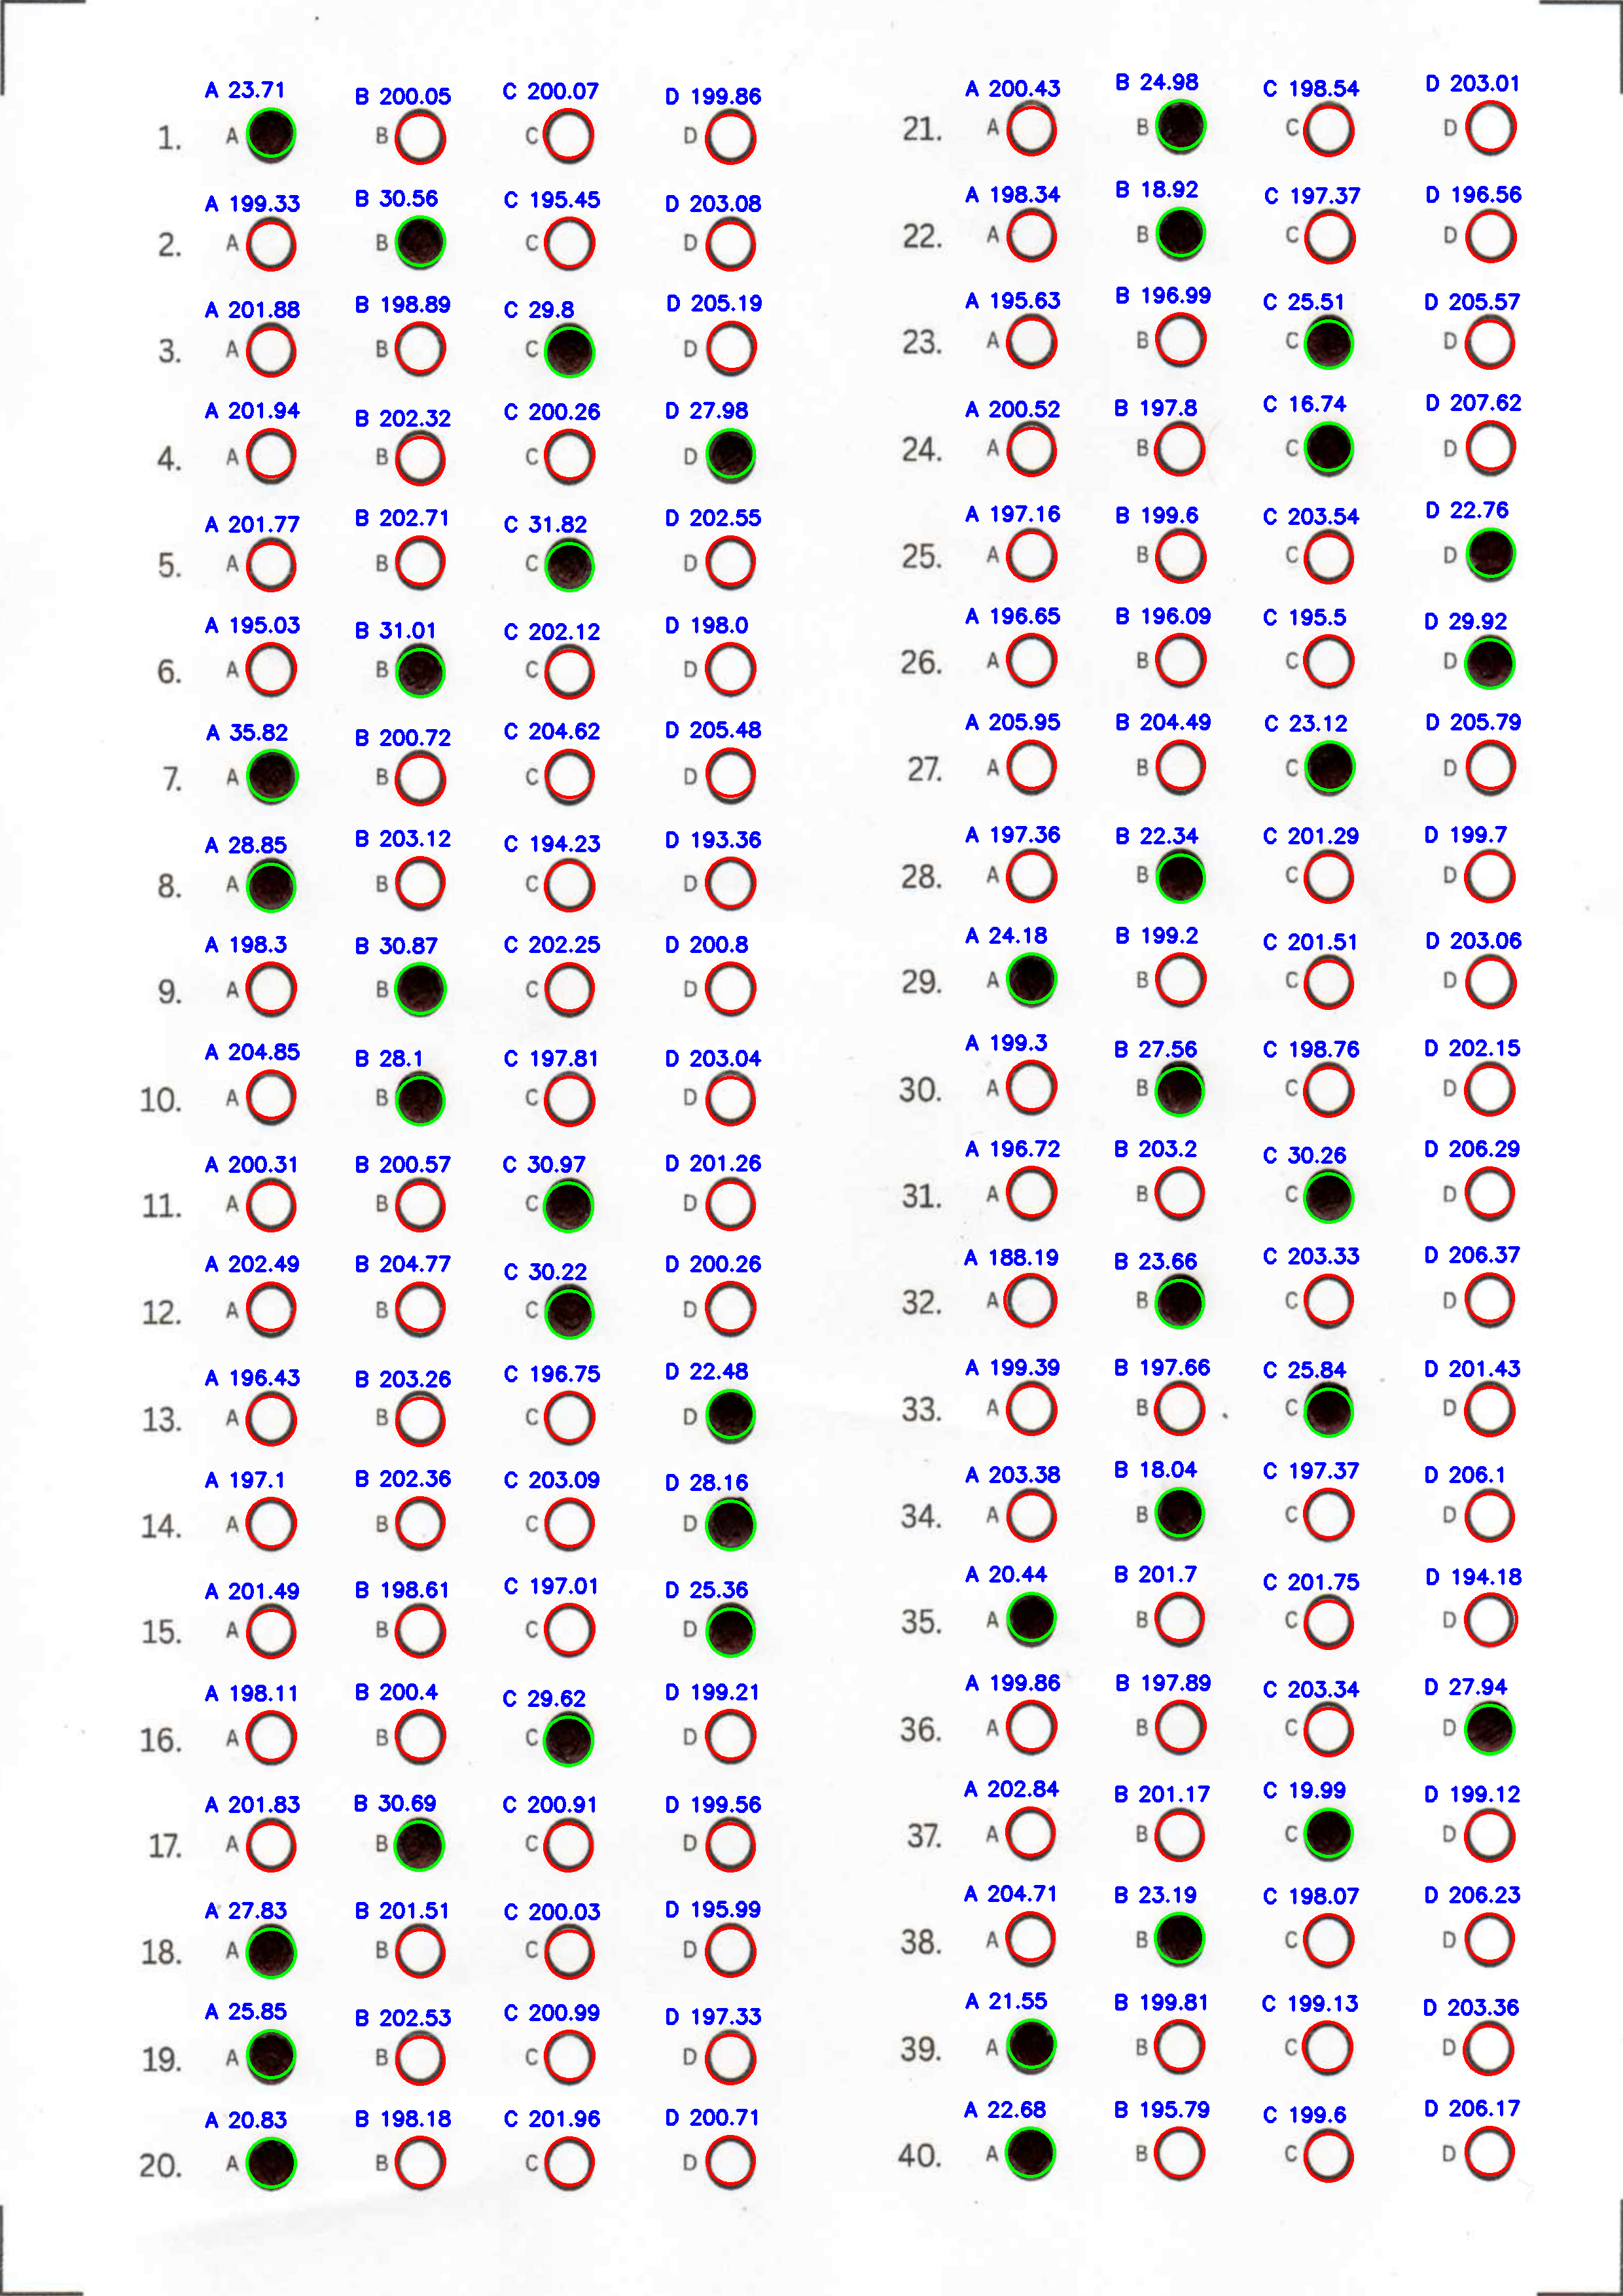 A 23.71 B 200.05 C 200.07 D 199.86
1. A B C D
A 199.33 B 30.56 C 195.45 D 203.08
2. A B C D
A 201.88 B 198.89 C 29.8 D 205.19
3. A B C D
A 201.94 B 202.32 C 200.26 D 27.98
4. A B C D
A 201.77 B 202.71 C 31.82 D 202.55
5. A B C D
A 195.03 B 31.01 C 202.12 D 198.0
6. A B C D
A 35.82 B 200.72 C 204.62 D 205.48
7. A B C D
A 28.85 B 203.12 C 194.23 D 193.36
8. A B C D
A 198.3 B 30.87 C 202.25 D 200.8
9. A B C D
A 204.85 B 28.1 C 197.81 D 203.04
10. A B C D
A 200.31 B 200.57 C 30.97 D 201.26
11. A B C D
A 202.49 B 204.77 C 30.22 D 200.26
12. A B C D
A 196.43 B 203.26 C 196.75 D 22.48
13. A B C D
A 197.1 B 202.36 C 203.09 D 28.16
14. A B C D
A 201.49 B 198.61 C 197.01 D 25.36
15. A B C D
A 198.11 B 200.4 C 29.62 D 199.21
16. A B C D
A 201.83 B 30.69 C 200.91 D 199.56
17. A B C D
A 27.83 B 201.51 C 200.03 D 195.99
18. A B C D
A 25.85 B 202.53 C 200.99 D 197.33
19. A B C D
A 20.83 B 198.18 C 201.96 D 200.71
20. A B C D
A 200.43 B 24.98 C 198.54 D 203.01
21. A B C D
A 198.34 B 18.92 C 197.37 D 196.56
22. A B C D
A 195.63 B 196.99 C 25.51 D 205.57
23. A B C D
A 200.52 B 197.8 C 16.74 D 207.62
24. A B C D
A 197.16 B 199.6 C 203.54 D 22.76
25. A B C D
A 196.65 B 196.09 C 195.5 D 29.92
26. A B C D
A 205.95 B 204.49 C 23.12 D 205.79
27. A B C D
A 197.36 B 22.34 C 201.29 D 199.7
28. A B C D
A 24.18 B 199.2 C 201.51 D 203.06
29. A B C D
A 199.3 B 27.56 C 198.76 D 202.15
30. A B C D
A 196.72 B 203.2 C 30.26 D 206.29
31. A B C D
A 188.19 B 23.66 C 203.33 D 206.37
32. A B C D
A 199.39 B 197.66 C 25.84 D 201.43
33. A B C D
A 203.38 B 18.04 C 197.37 D 206.1
34. A B C D
A 20.44 B 201.7 C 201.75 D 194.18
35. A B C D
A 199.86 B 197.89 C 203.34 D 27.94
36. A B C D
A 202.84 B 201.17 C 19.99 D 199.12
37. A B C D
A 204.71 B 23.19 C 198.07 D 206.23
38. A B C D
A 21.55 B 199.81 C 199.13 D 203.36
39. A B C D
A 22.68 B 195.79 C 199.6 D 206.17
40. A B C D